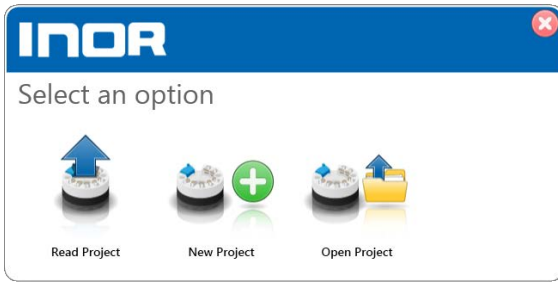 INOR
Select an option
Read Project
New Project
Open Project